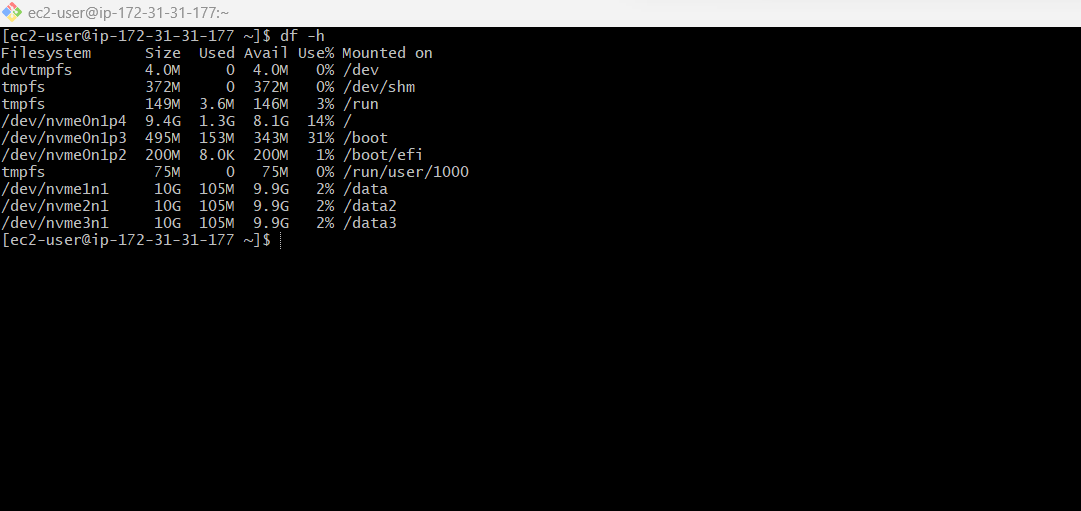 ec2-user@ip-172-31-31-177:~
[ec2-user@ip-172-31-31-177 ~]$ df -h
Filesystem      Size  Used Avail Use% Mounted on
devtmpfs        4.0M     0  4.0M   0% /dev
tmpfs           372M     0  372M   0% /dev/shm
tmpfs           149M  3.6M  146M   3% /run
/dev/nvme0n1p4  9.4G  1.3G  8.1G  14% /
/dev/nvme0n1p3  495M  153M  343M  31% /boot
/dev/nvme0n1p2  200M  8.0K  200M   1% /boot/efi
tmpfs            75M     0   75M   0% /run/user/1000
/dev/nvme1n1     10G  105M  9.9G   2% /data
/dev/nvme2n1     10G  105M  9.9G   2% /data2
/dev/nvme3n1     10G  105M  9.9G   2% /data3
[ec2-user@ip-172-31-31-177 ~]$